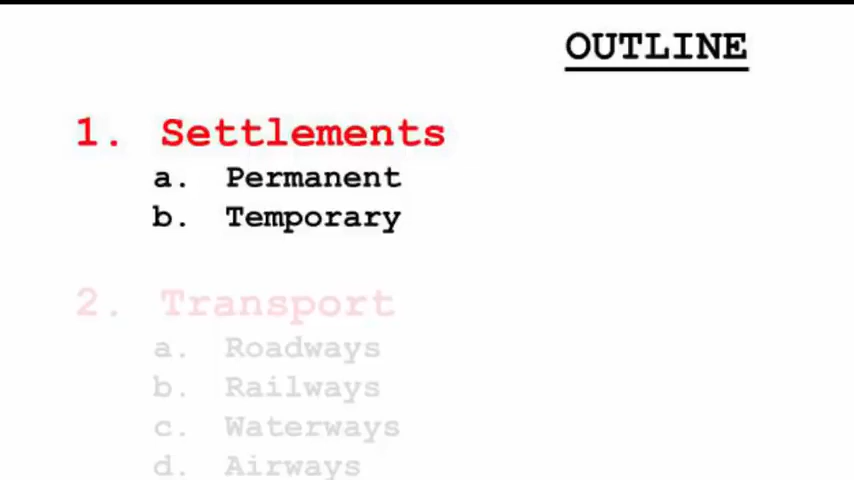 OUTLINE
1. Settlements
a. Permanent
b. Temporary
2. Transport
a. Roadways
b. Railways
c. Waterways
d. Airways